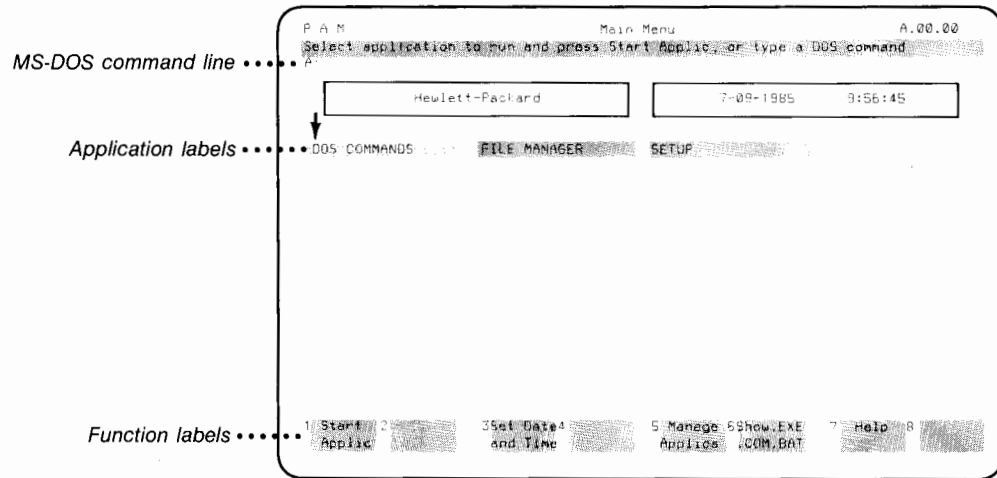 P A M Main Menu A.00.00
Select application to run and press Start Applic, or type a DOS command
MS-DOS command line
A
Hewlett-Packard 7-09-1985 9:56:45
Application labels
DOS COMMANDS FILE MANAGER SETUP
Function labels
1 Start 2 3Set Date4 5 Manage 6Show.EXE 7 Help 8
Applic and Time Applics .COM,BAT